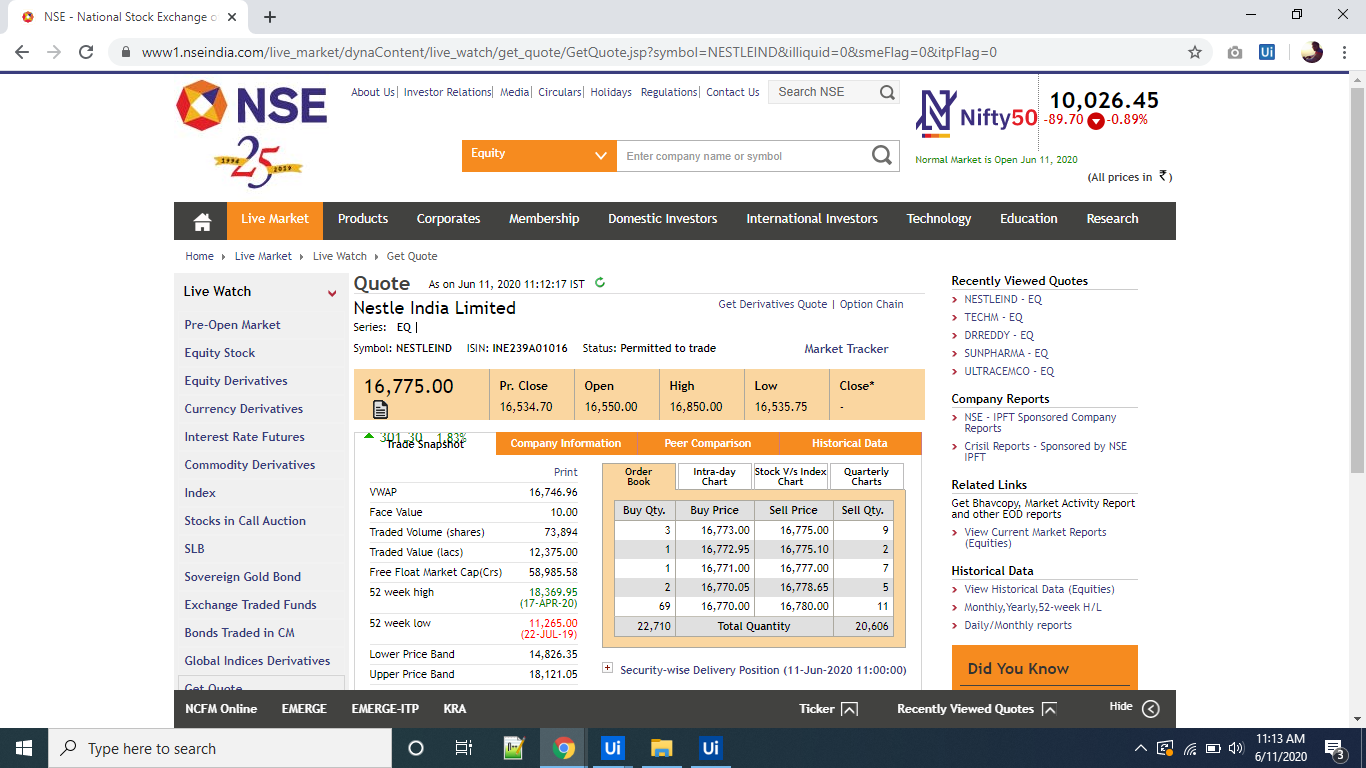 NSE - National Stock Exchange o
www1.nseindia.com/live_market/dynaContent/live_watch/get_quote/GetQuote.jsp?symbol=NESTLEIND&illiquid=0&smeFlag=0&itpFlag=0
NSE
1994 25 2019
About Us| Investor Relations| Media| Circulars| Holidays Regulations| Contact Us
Search NSE
Equity
Enter company name or symbol
Nifty50
10,026.45
-89.70 -0.89%
Normal Market is Open Jun 11, 2020
(All prices in ₹)
Live Market Products Corporates Membership Domestic Investors International Investors Technology Education Research
Home Live Market Live Watch Get Quote
Live Watch
Pre-Open Market
Equity Stock
Equity Derivatives
Currency Derivatives
Interest Rate Futures
Commodity Derivatives
Index
Stocks in Call Auction
SLB
Sovereign Gold Bond
Exchange Traded Funds
Bonds Traded in CM
Global Indices Derivatives
Get Quote
Quote As on Jun 11, 2020 11:12:17 IST
Nestle India Limited
Get Derivatives Quote | Option Chain
Series: EQ |
Symbol: NESTLEIND ISIN: INE239A01016 Status: Permitted to trade
Market Tracker
16,775.00
Pr. Close Open High Low Close*
16,534.70 16,550.00 16,850.00 16,535.75 -
301.30 1.83%
Trade Snapshot Company Information Peer Comparison Historical Data
Print
VWAP 16,746.96
Face Value 10.00
Traded Volume (shares) 73,894
Traded Value (lacs) 12,375.00
Free Float Market Cap(Crs) 58,985.58
52 week high 18,369.95
(17-APR-20)
52 week low 11,265.00
(22-JUL-19)
Lower Price Band 14,826.35
Upper Price Band 18,121.05
Order Book
Intra-day Chart
Stock V/s Index Chart
Quarterly Charts
Buy Qty. Buy Price Sell Price Sell Qty.
3 16,773.00 16,775.00 9
1 16,772.95 16,775.10 2
1 16,771.00 16,777.00 7
2 16,770.05 16,778.65 5
69 16,770.00 16,780.00 11
22,710 Total Quantity 20,606
Security-wise Delivery Position (11-Jun-2020 11:00:00)
Recently Viewed Quotes
NESTLEIND - EQ
TECHM - EQ
DRREDDY - EQ
SUNPHARMA - EQ
ULTRACEMCO - EQ
Company Reports
NSE - IPFT Sponsored Company
Reports
Crisil Reports - Sponsored by NSE
IPFT
Related Links
Get Bhavcopy, Market Activity Report
and other EOD reports
View Current Market Reports
(Equities)
Historical Data
View Historical Data (Equities)
Monthly,Yearly,52-week H/L
Daily/Monthly reports
Did You Know
NCFM Online EMERGE EMERGE-ITP KRA Ticker Recently Viewed Quotes Hide
Type here to search
Ui
Ui
Ui
11:13 AM
6/11/2020
3